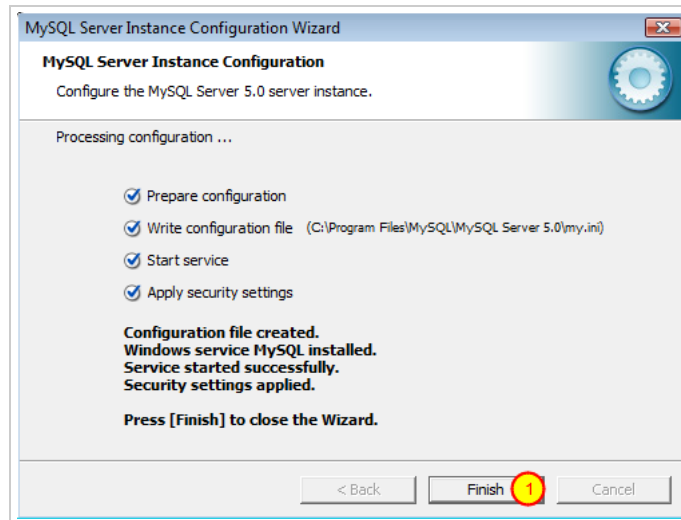 MySQL Server Instance Configuration Wizard
MySQL Server Instance Configuration
Configure the MySQL Server 5.0 server instance.
Processing configuration ...
Prepare configuration
Write configuration file (C:\Program Files\MySQL\MySQL Server 5.0\my.ini)
Start service
Apply security settings
Configuration file created.
Windows service MySQL installed.
Service started successfully.
Security settings applied.
Press [Finish] to close the Wizard.
< Back Finish 1 Cancel